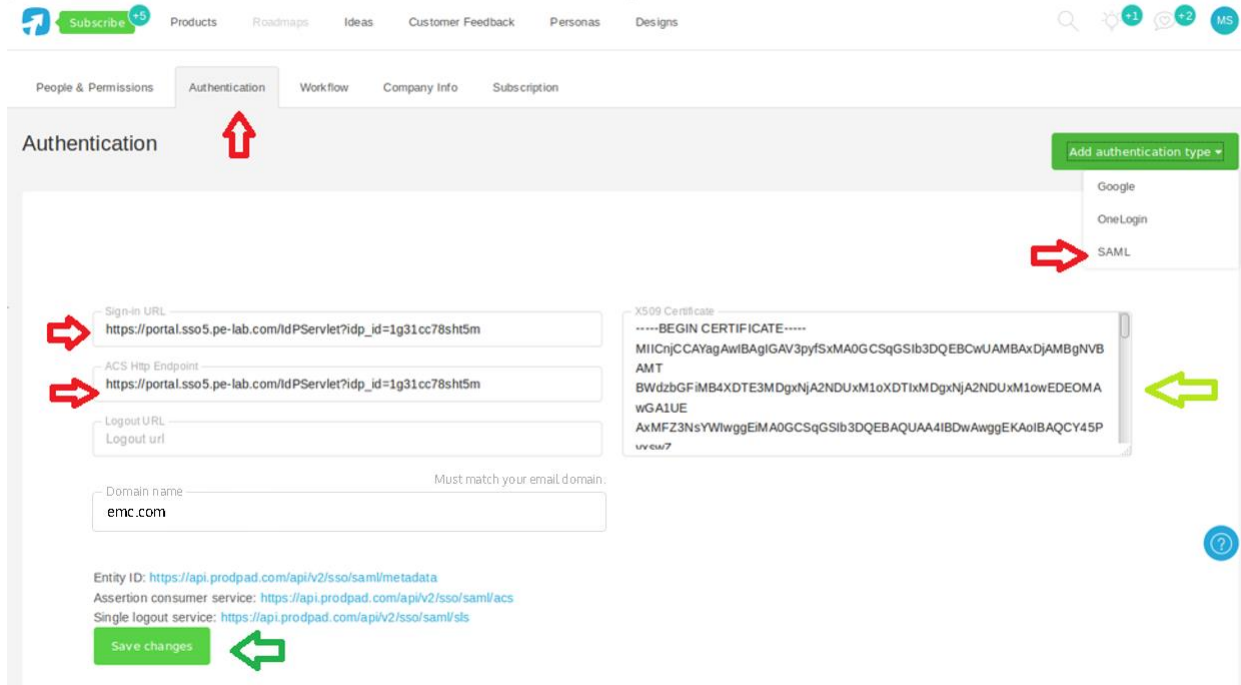 Subscribe +5 Products Roadmaps Ideas Customer Feedback Personas Designs +1 +2 MS
People & Permissions Authentication Workflow Company Info Subscription
Authentication
Add authentication type
Google
OneLogin
SAML
Sign-in URL
https://portal.sso5.pe-lab.com/IdPServlet?idp_id=1g31cc78sht5m
ACS Http Endpoint
https://portal.sso5.pe-lab.com/IdPServlet?idp_id=1g31cc78sht5m
Logout URL
Logout url
X509 Certificate
-----BEGIN CERTIFICATE-----
MIICnjCCAYagAwIBAgIGAV3pyfSxMA0GCSqGSIb3DQEBCwUAMBAxDjAMBgNVB
AMT
BWdzbGFiMB4XDTE3MDgxNjA2NDUxM1oXDTIxMDgxNjA2NDUxM1owEDEOMA
wGA1UE
AxMFZ3NsYWIwggEiMA0GCSqGSIb3DQEBAQUAA4IBDwAwggEKAoIBAQCY45P
Must match your email domain.
Domain name
emc.com
?
Entity ID: https://api.prodpad.com/api/v2/sso/saml/metadata
Assertion consumer service: https://api.prodpad.com/api/v2/sso/saml/acs
Single logout service: https://api.prodpad.com/api/v2/sso/saml/sls
Save changes